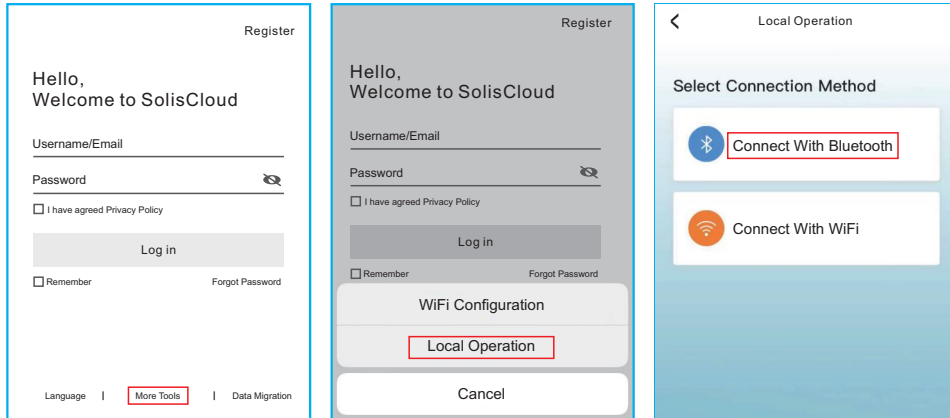 Register
Hello,
Welcome to SolisCloud
Username/Email
Password
I have agreed Privacy Policy
Log in
Remember Forgot Password
Language | More Tools | Data Migration
Register
Hello,
Welcome to SolisCloud
Username/Email
Password
I have agreed Privacy Policy
Log in
Remember Forgot Password
WiFi Configuration
Local Operation
Cancel
Local Operation
Select Connection Method
Connect With Bluetooth
Connect With WiFi